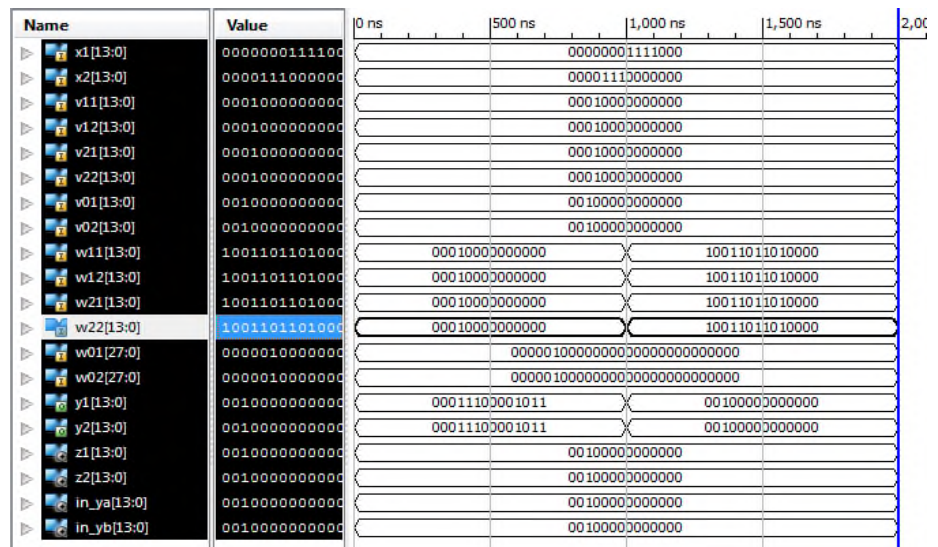 Name Value 0 ns 500 ns 1,000 ns 1,500 ns 2,00
x1[13:0] 0000000111100 00000001111000
x2[13:0] 0000111000000 00001110000000
v11[13:0] 0001000000000 00010000000000
v12[13:0] 0001000000000 00010000000000
v21[13:0] 0001000000000 00010000000000
v22[13:0] 0001000000000 00010000000000
v01[13:0] 0010000000000 00100000000000
v02[13:0] 0010000000000 00100000000000
w11[13:0] 1001101101000 00010000000000 10011011010000
w12[13:0] 1001101101000 00010000000000 10011011010000
w21[13:0] 1001101101000 00010000000000 10011011010000
w22[13:0] 1001101101000 00010000000000 10011011010000
w01[27:0] 0000010000000 0000010000000000000000000000
w02[27:0] 0000010000000 0000010000000000000000000000
y1[13:0] 0010000000000 00011100001011 00100000000000
y2[13:0] 0010000000000 00011100001011 00100000000000
z1[13:0] 0010000000000 00100000000000
z2[13:0] 0010000000000 00100000000000
in_ya[13:0] 0010000000000 00100000000000
in_yb[13:0] 0010000000000 00100000000000